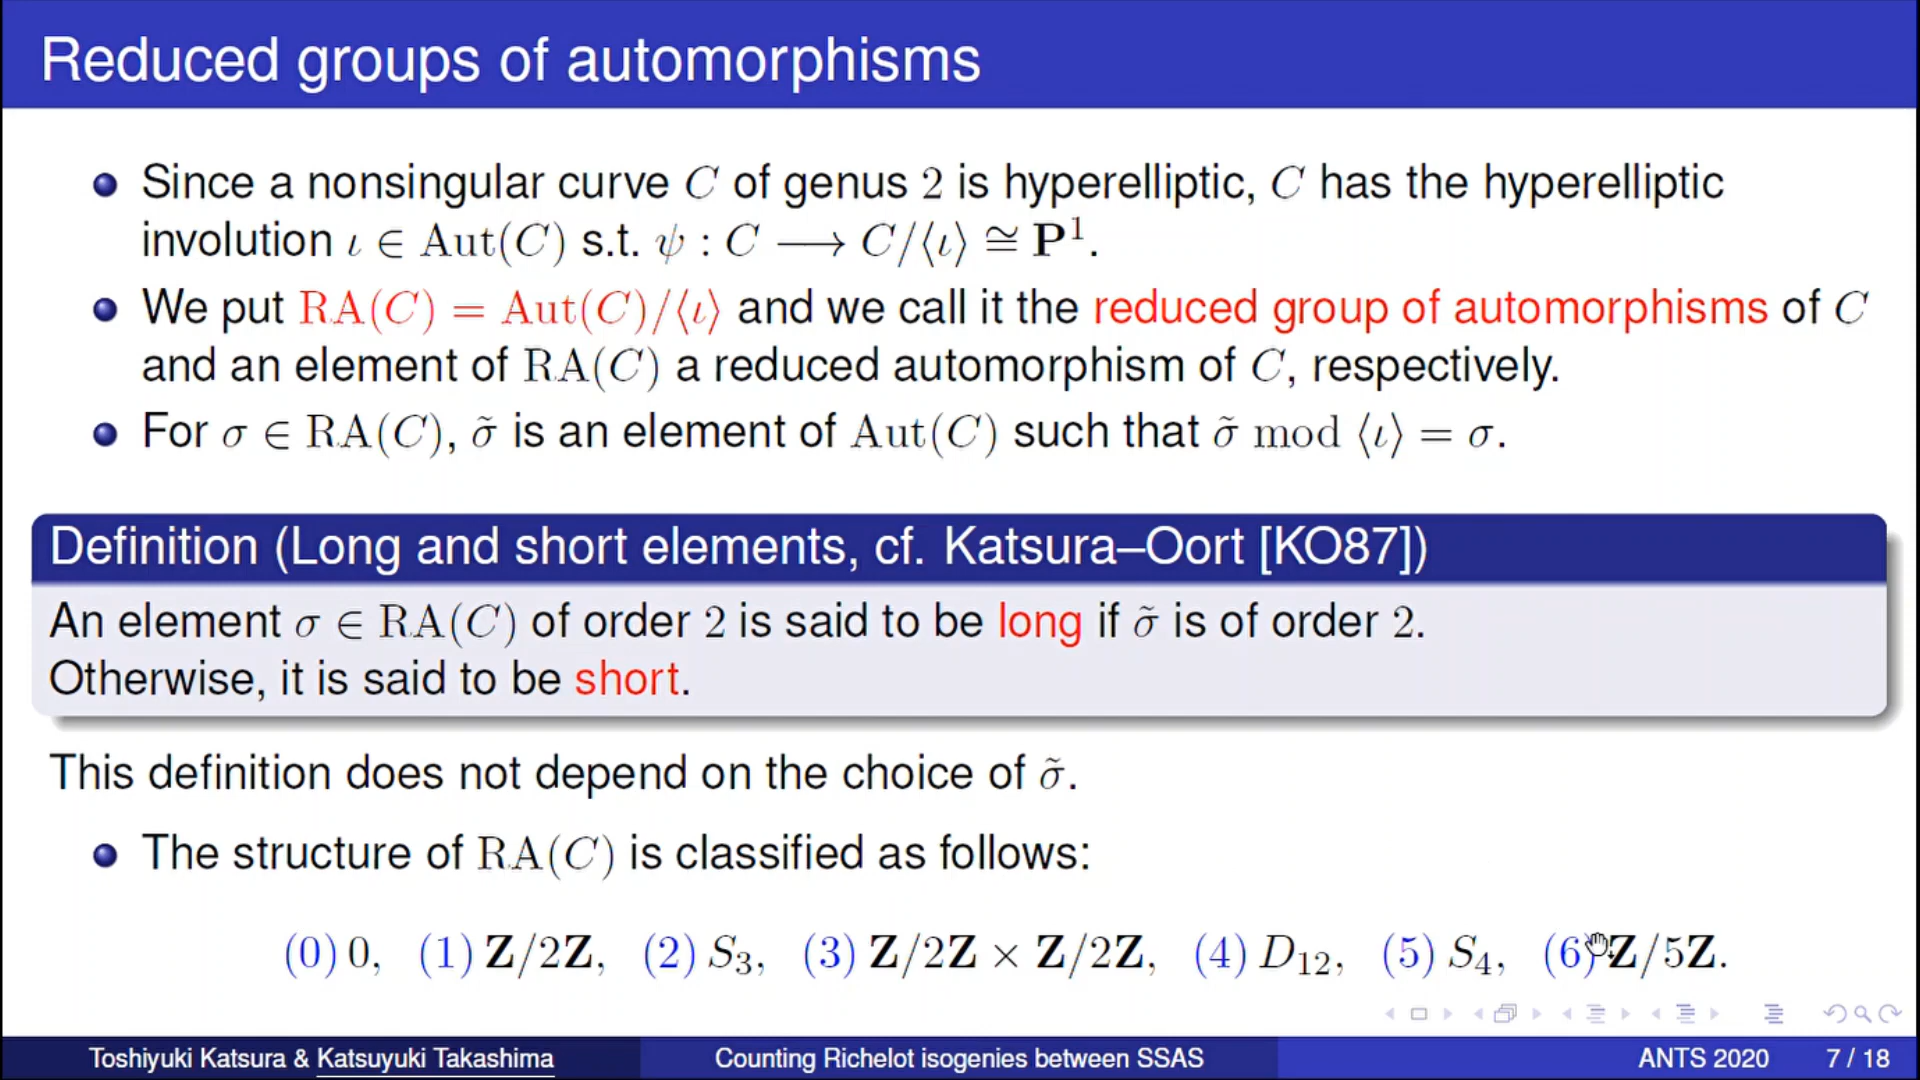 Reduced groups of automorphisms
Since a nonsingular curve C of genus 2 is hyperelliptic, C has the hyperelliptic
involution ι ∈ Aut(C) s.t. ψ : C ⟶ C/⟨ι⟩ ≅ P¹.
We put RA(C) = Aut(C)/⟨ι⟩ and we call it the reduced group of automorphisms of C
and an element of RA(C) a reduced automorphism of C, respectively.
For σ ∈ RA(C), σ̃ is an element of Aut(C) such that σ̃ mod ⟨ι⟩ = σ.
Definition (Long and short elements, cf. Katsura–Oort [KO87])
An element σ ∈ RA(C) of order 2 is said to be long if σ̃ is of order 2.
Otherwise, it is said to be short.
This definition does not depend on the choice of σ̃.
The structure of RA(C) is classified as follows:
(0) 0, (1) Z/2Z, (2) S₃, (3) Z/2Z × Z/2Z, (4) D₁₂, (5) S₄, (6) Z/5Z.
Toshiyuki Katsura & Katsuyuki Takashima Counting Richelot isogenies between SSAS ANTS 2020 7 / 18